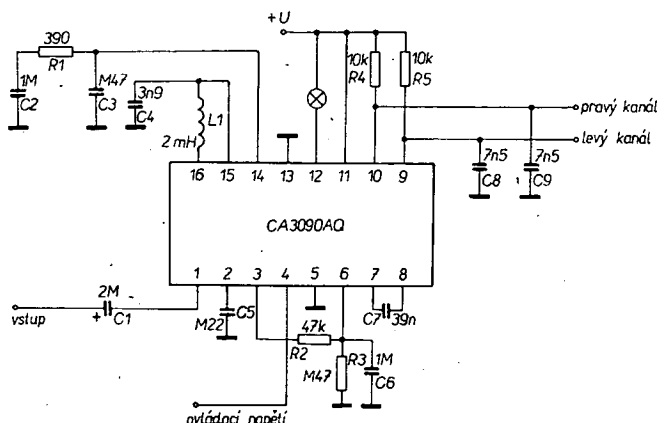 +U
390
R1
1M
C2
M47
C3
3n9
C4
L1
2mH
10k
R4
10k
R5
pravý kanál
levý kanál
7n5
C8
7n5
C9
16 15 14 13 12 11 10 9
CA3090AQ
1 2 3 4 5 6 7 8
2M
+ C1
vstup
M22
C5
47k
R2
R3
M47
1M
C6
C7
39n
ovládací napětí